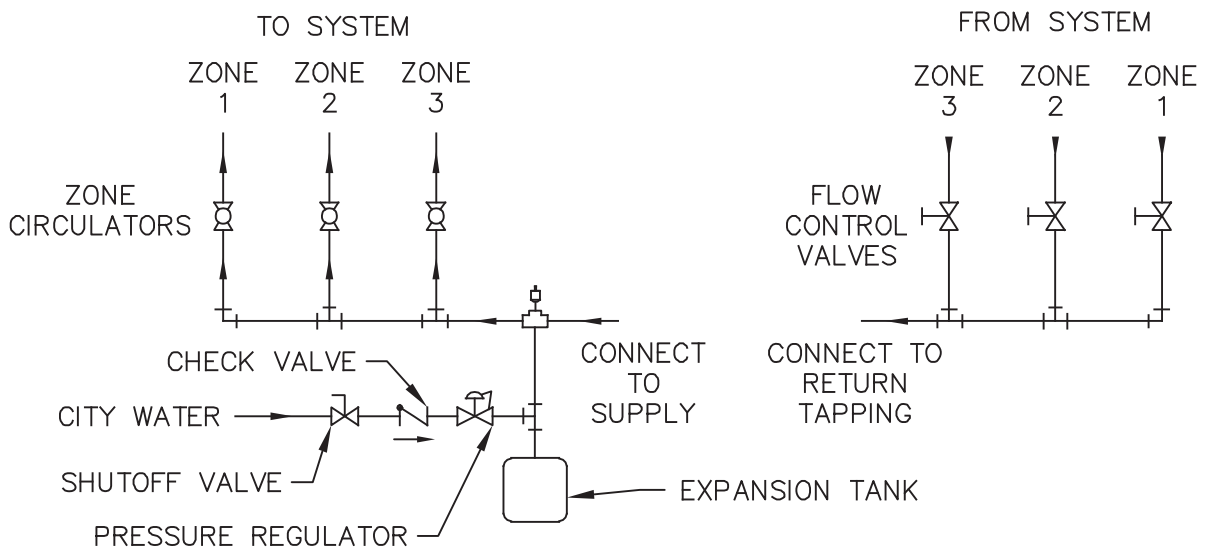 TO SYSTEM
ZONE
1
ZONE
2
ZONE
3
FROM SYSTEM
ZONE
3
ZONE
2
ZONE
1
ZONE
CIRCULATORS
FLOW
CONTROL
VALVES
CONNECT
TO
SUPPLY
CONNECT TO
RETURN
TAPPING
CHECK VALVE
CITY WATER
SHUTOFF VALVE
EXPANSION TANK
PRESSURE REGULATOR